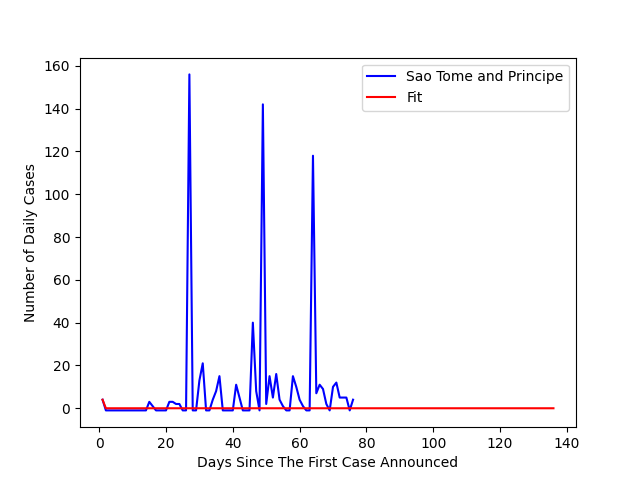 Sao Tome and Principe
Fit
160
140
120
100
80
60
40
20
0
Number of Daily Cases
0 20 40 60 80 100 120 140
Days Since The First Case Announced